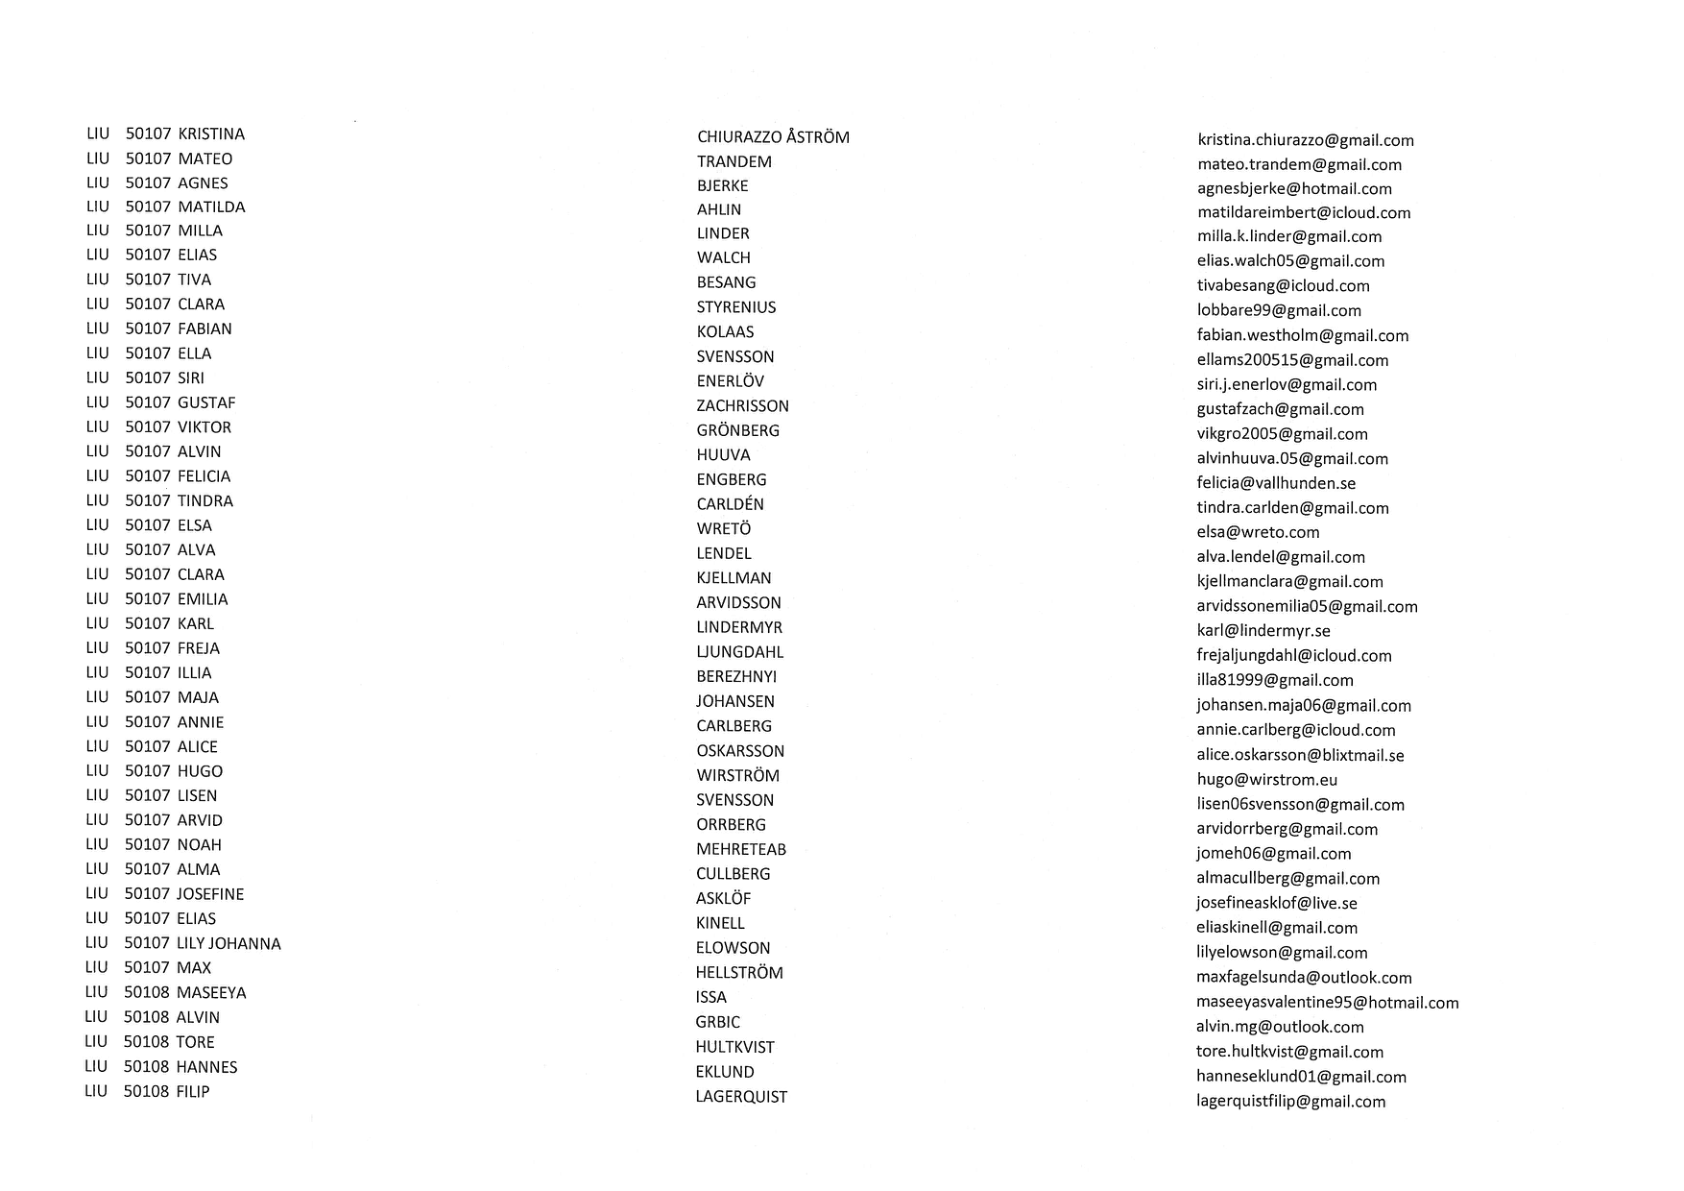 LIU 50107 KRISTINA CHIURAZZO ÅSTRÖM kristina.chiurazzo@gmail.com
LIU 50107 MATEO TRANDEM mateo.trandem@gmail.com
LIU 50107 AGNES BJERKE agnesbjerke@hotmail.com
LIU 50107 MATILDA AHLIN matildareimbert@icloud.com
LIU 50107 MILLA LINDER milla.k.linder@gmail.com
LIU 50107 ELIAS WALCH elias.walch05@gmail.com
LIU 50107 TIVA BESANG tivabesang@icloud.com
LIU 50107 CLARA STYRENIUS lobbare99@gmail.com
LIU 50107 FABIAN KOLAAS fabian.westholm@gmail.com
LIU 50107 ELLA SVENSSON ellams200515@gmail.com
LIU 50107 SIRI ENERLÖV siri.j.enerlov@gmail.com
LIU 50107 GUSTAF ZACHRISSON gustafzach@gmail.com
LIU 50107 VIKTOR GRÖNBERG vikgro2005@gmail.com
LIU 50107 ALVIN HUUVA alvinhuuva.05@gmail.com
LIU 50107 FELICIA ENGBERG felicia@vallhunden.se
LIU 50107 TINDRA CARLDÉN tindra.carlden@gmail.com
LIU 50107 ELSA WRETÖ elsa@wreto.com
LIU 50107 ALVA LENDEL alva.lendel@gmail.com
LIU 50107 CLARA KJELLMAN kjellmanclara@gmail.com
LIU 50107 EMILIA ARVIDSSON arvidssonemilia05@gmail.com
LIU 50107 KARL LINDERMYR karl@lindermyr.se
LIU 50107 FREJA LJUNGDAHL frejaljungdahl@icloud.com
LIU 50107 ILLIA BEREZHNYI illa81999@gmail.com
LIU 50107 MAJA JOHANSEN johansen.maja06@gmail.com
LIU 50107 ANNIE CARLBERG annie.carlberg@icloud.com
LIU 50107 ALICE OSKARSSON alice.oskarsson@blixtmail.se
LIU 50107 HUGO WIRSTRÖM hugo@wirstrom.eu
LIU 50107 LISEN SVENSSON lisen06svensson@gmail.com
LIU 50107 ARVID ORRBERG arvidorrberg@gmail.com
LIU 50107 NOAH MEHRETEAB jomeh06@gmail.com
LIU 50107 ALMA CULLBERG almacullberg@gmail.com
LIU 50107 JOSEFINE ASKLÖF josefineasklof@live.se
LIU 50107 ELIAS KINELL eliaskinell@gmail.com
LIU 50107 LILY JOHANNA ELOWSON lilyelowson@gmail.com
LIU 50107 MAX HELLSTRÖM maxfagelsunda@outlook.com
LIU 50108 MASEEYA ISSA maseeyasvalentine95@hotmail.com
LIU 50108 ALVIN GRBIC alvin.mg@outlook.com
LIU 50108 TORE HULTKVIST tore.hultkvist@gmail.com
LIU 50108 HANNES EKLUND hanneseklund01@gmail.com
LIU 50108 FILIP LAGERQUIST lagerquistfilip@gmail.com